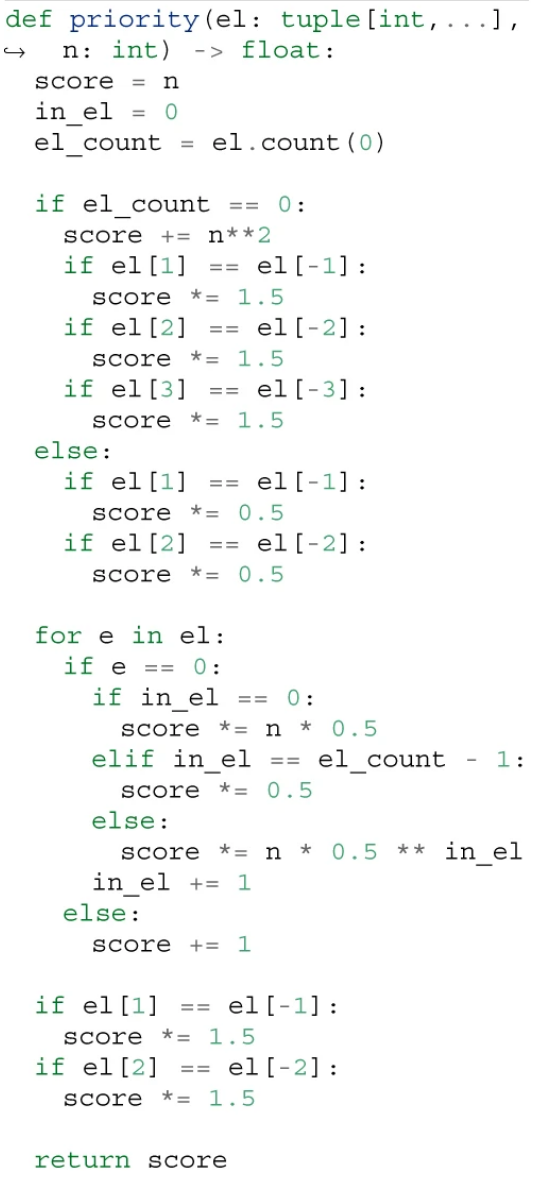 def priority(el: tuple[int,...],
↪  n: int) -> float:
  score = n
  in_el = 0
  el_count = el.count(0)

  if el_count == 0:
    score += n**2
    if el[1] == el[-1]:
      score *= 1.5
    if el[2] == el[-2]:
      score *= 1.5
    if el[3] == el[-3]:
      score *= 1.5
  else:
    if el[1] == el[-1]:
      score *= 0.5
    if el[2] == el[-2]:
      score *= 0.5

  for e in el:
    if e == 0:
      if in_el == 0:
        score *= n * 0.5
      elif in_el == el_count - 1:
        score *= 0.5
      else:
        score *= n * 0.5 ** in_el
      in_el += 1
    else:
      score += 1

  if el[1] == el[-1]:
    score *= 1.5
  if el[2] == el[-2]:
    score *= 1.5

  return score